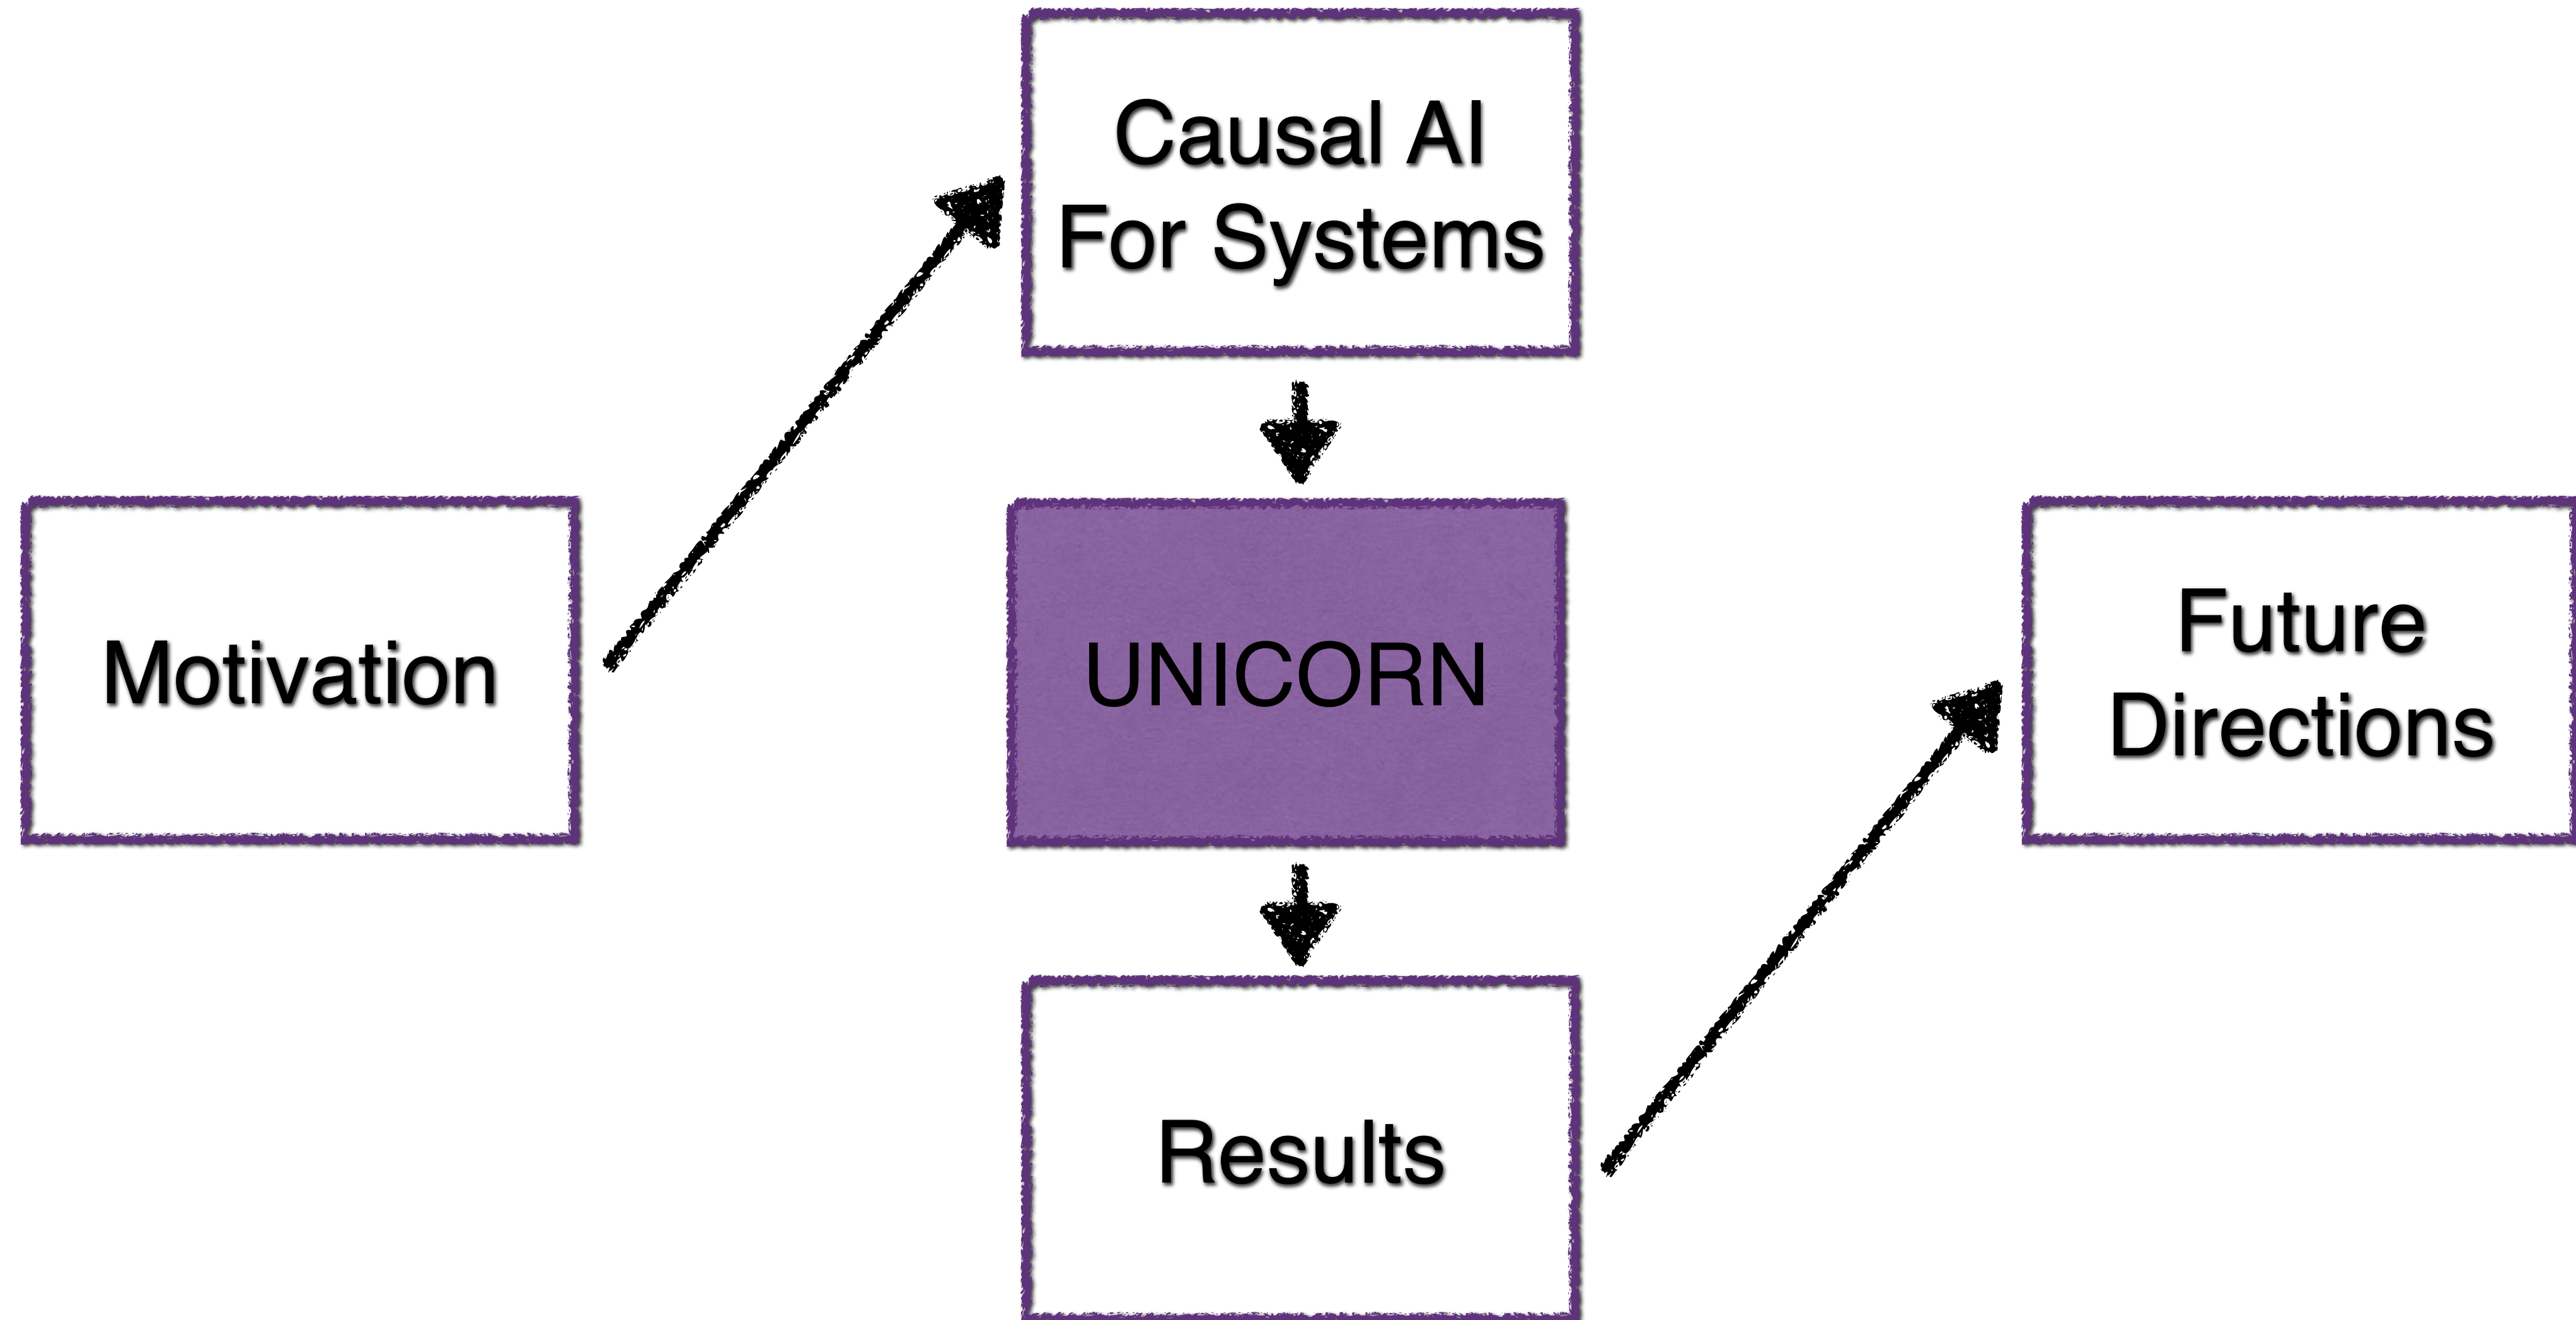 Motivation
Causal AI
For Systems
UNICORN
Results
Future
Directions